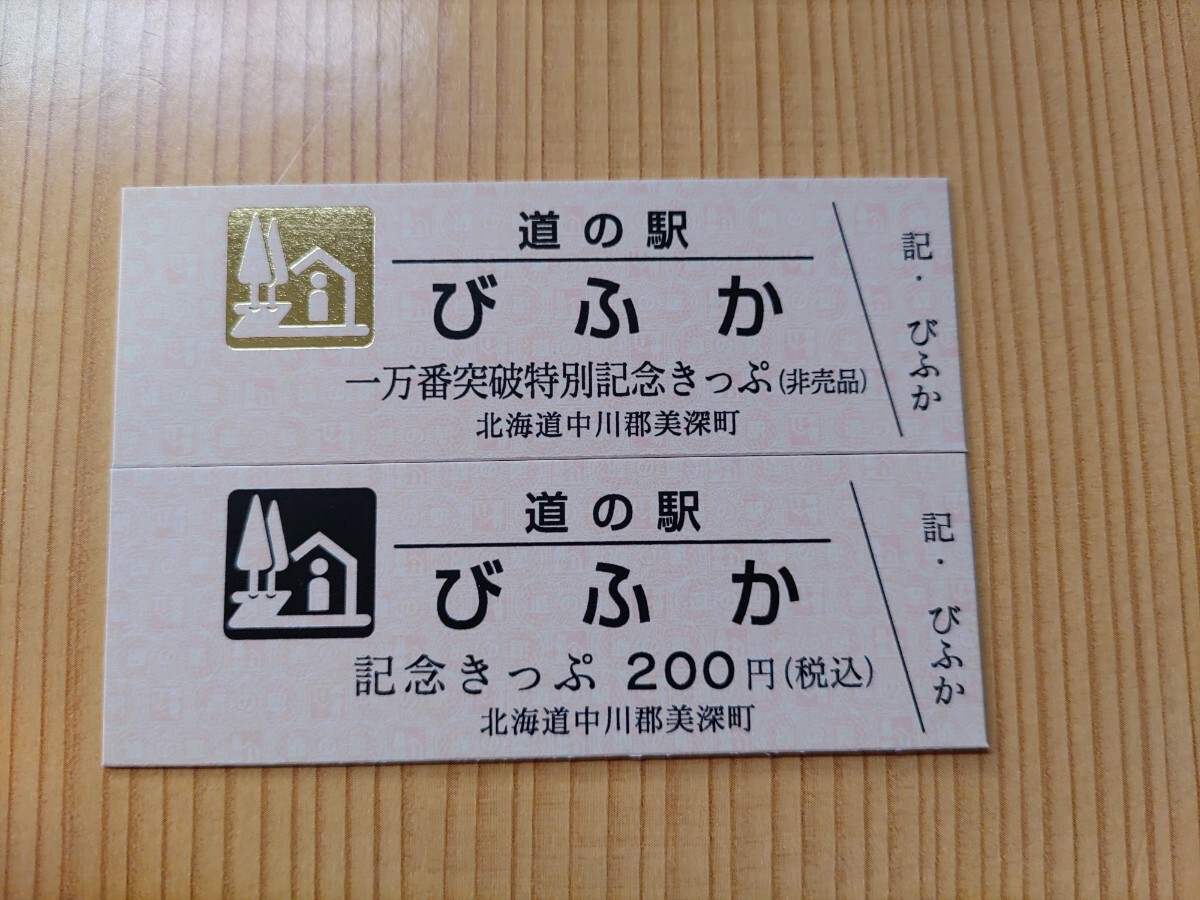 道の駅
びふか
一万番突破特別記念きっぷ(非売品)
北海道中川郡美深町
記・びふか
道の駅
びふか
記念きっぷ 200円(税込)
北海道中川郡美深町
記・びふか